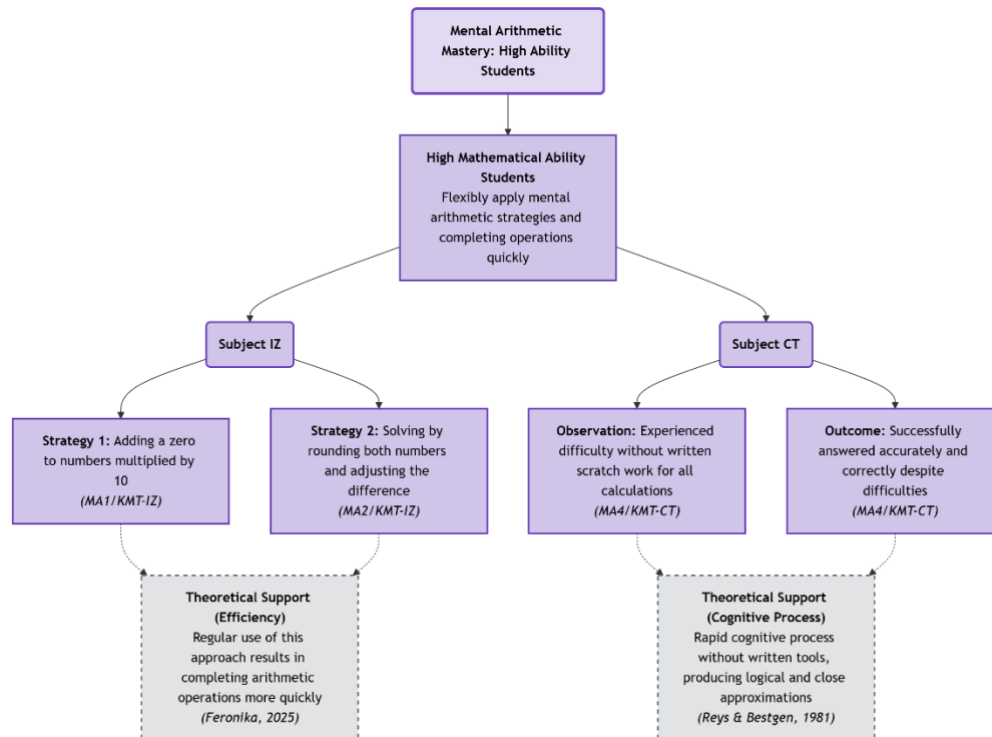 Mental Arithmetic
Mastery: High Ability
Students
High Mathematical Ability
Students
Flexibly apply mental
arithmetic strategies and
completing operations
quickly
Subject IZ
Subject CT
Strategy 1: Adding a zero
to numbers multiplied by
10
(MA1/KMT-IZ)
Strategy 2: Solving by
rounding both numbers
and adjusting the
difference
(MA2/KMT-IZ)
Observation: Experienced
difficulty without written
scratch work for all
calculations
(MA4/KMT-CT)
Outcome: Successfully
answered accurately and
correctly despite
difficulties
(MA4/KMT-CT)
Theoretical Support
(Efficiency)
Regular use of this
approach results in
completing arithmetic
operations more quickly
(Feronika, 2025)
Theoretical Support
(Cognitive Process)
Rapid cognitive process
without written tools,
producing logical and close
approximations
(Reys & Bestgen, 1981)